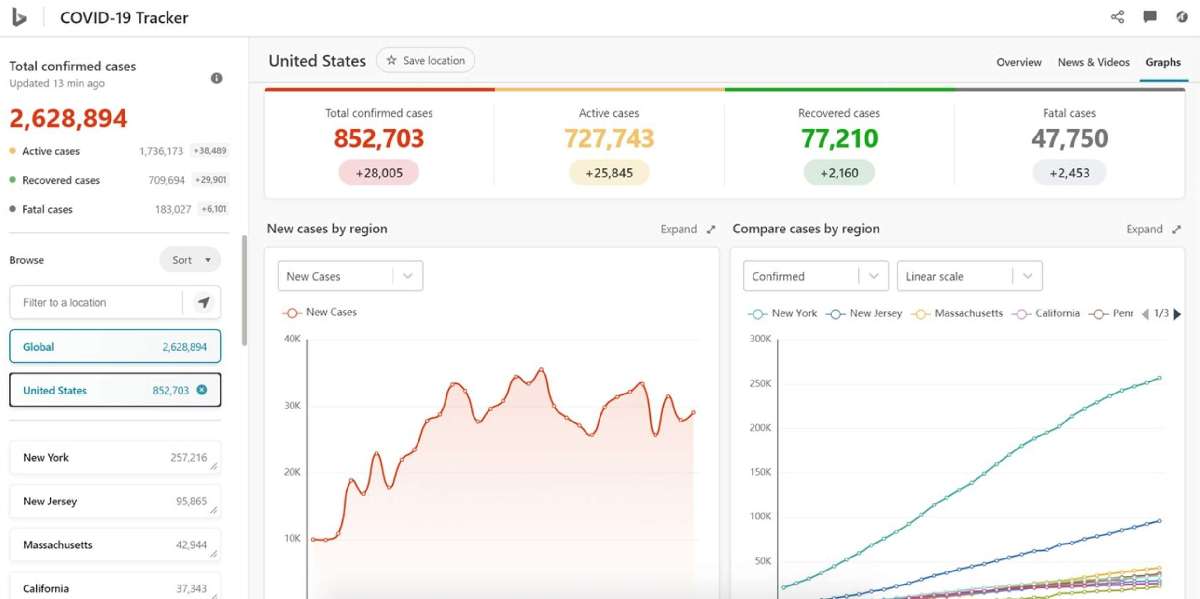 COVID-19 Tracker
Total confirmed cases
Updated 13 min ago
2,628,894
Active cases 1,736,173 +38,489
Recovered cases 709,694 +29,901
Fatal cases 183,027 +6,101
Browse Sort
Filter to a location
Global 2,628,894
United States 852,703
New York 257,216
New Jersey 95,865
Massachusetts 42,944
California 37,343
United States Save location
Overview News & Videos Graphs
Total confirmed cases
852,703
+28,005
Active cases
727,743
+25,845
Recovered cases
77,210
+2,160
Fatal cases
47,750
+2,453
New cases by region Expand
New Cases
New Cases
40K
30K
20K
10K
Compare cases by region Expand
Confirmed Linear scale
New York New Jersey Massachusetts California Penr 1/3
300K
250K
200K
150K
100K
50K